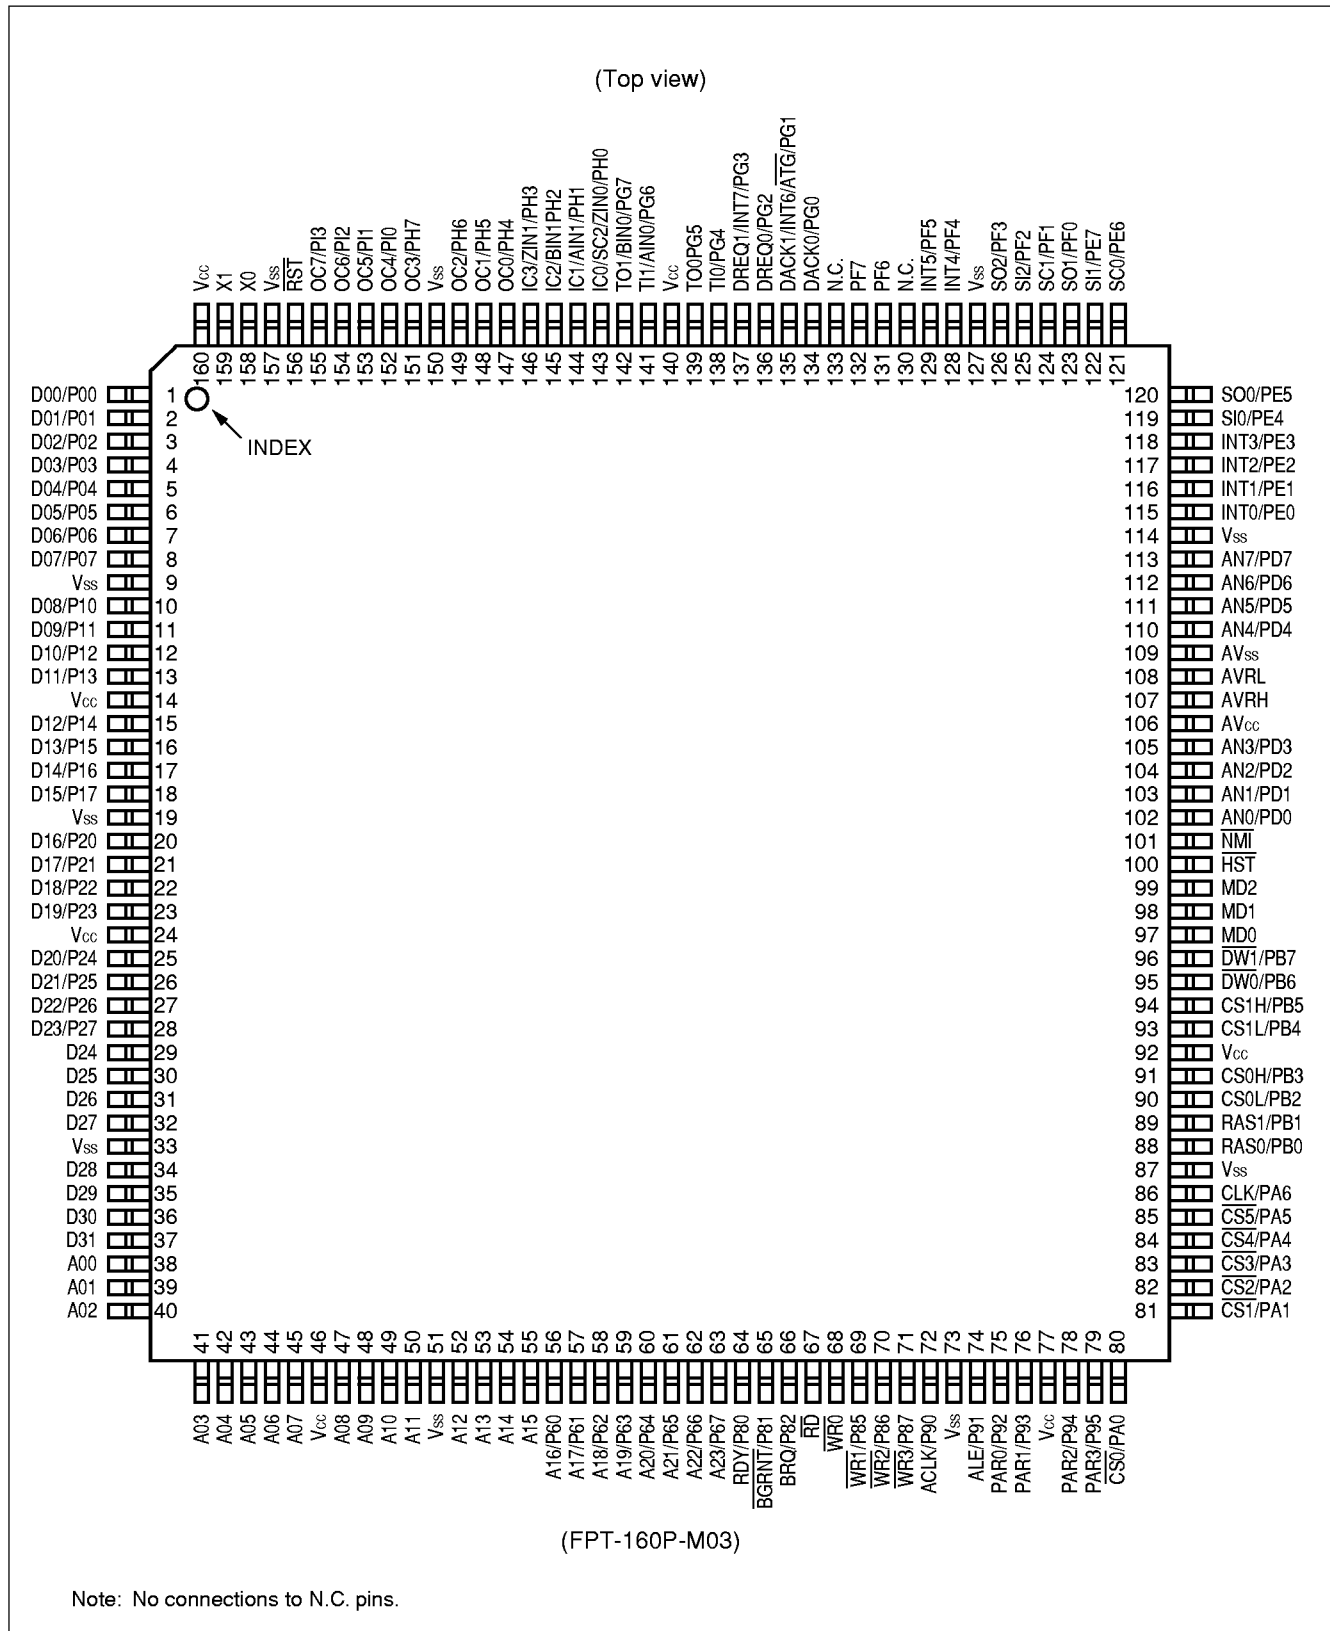 (Top view)
Vcc
X1
X0
Vss
RST
OC7/PI3
OC6/PI2
OC5/PI1
OC4/PI0
OC3/PH7
Vss
OC2/PH6
OC1/PH5
OC0/PH4
IC3/ZIN1/PH3
IC2/BIN1PH2
IC1/AIN1/PH1
IC0/SC2/ZIN0/PH0
TO1/BIN0/PG7
TI1/AIN0/PG6
Vcc
TO0PG5
TI0/PG4
DREQ1/INT7/PG3
DREQ0/PG2
DACK1/INT6/ATG/PG1
DACK0/PG0
N.C.
PF7
PF6
N.C.
INT5/PF5
INT4/PF4
Vss
SO2/PF3
SI2/PF2
SC1/PF1
SO1/PF0
SI1/PE7
SC0/PE6
160
159
158
157
156
155
154
153
152
151
150
149
148
147
146
145
144
143
142
141
140
139
138
137
136
135
134
133
132
131
130
129
128
127
126
125
124
123
122
121
D00/P00 1
D01/P01 2
D02/P02 3
D03/P03 4
D04/P04 5
D05/P05 6
D06/P06 7
D07/P07 8
Vss 9
D08/P10 10
D09/P11 11
D10/P12 12
D11/P13 13
Vcc 14
D12/P14 15
D13/P15 16
D14/P16 17
D15/P17 18
Vss 19
D16/P20 20
D17/P21 21
D18/P22 22
D19/P23 23
Vcc 24
D20/P24 25
D21/P25 26
D22/P26 27
D23/P27 28
D24 29
D25 30
D26 31
D27 32
Vss 33
D28 34
D29 35
D30 36
D31 37
A00 38
A01 39
A02 40
INDEX
120 SO0/PE5
119 SI0/PE4
118 INT3/PE3
117 INT2/PE2
116 INT1/PE1
115 INT0/PE0
114 Vss
113 AN7/PD7
112 AN6/PD6
111 AN5/PD5
110 AN4/PD4
109 AVss
108 AVRL
107 AVRH
106 AVcc
105 AN3/PD3
104 AN2/PD2
103 AN1/PD1
102 AN0/PD0
101 NMI
100 HST
99 MD2
98 MD1
97 MD0
96 DW1/PB7
95 DW0/PB6
94 CS1H/PB5
93 CS1L/PB4
92 Vcc
91 CS0H/PB3
90 CS0L/PB2
89 RAS1/PB1
88 RAS0/PB0
87 Vss
86 CLK/PA6
85 CS5/PA5
84 CS4/PA4
83 CS3/PA3
82 CS2/PA2
81 CS1/PA1
41
42
43
44
45
46
47
48
49
50
51
52
53
54
55
56
57
58
59
60
61
62
63
64
65
66
67
68
69
70
71
72
73
74
75
76
77
78
79
80
A03
A04
A05
A06
A07
Vcc
A08
A09
A10
A11
Vss
A12
A13
A14
A15
A16/P60
A17/P61
A18/P62
A19/P63
A20/P64
A21/P65
A22/P66
A23/P67
RDY/P80
BGRNT/P81
BRQ/P82
RD
WR0
WR1/P85
WR2/P86
WR3/P87
ACLK/P90
Vss
ALE/P91
PAR0/P92
PAR1/P93
Vcc
PAR2/P94
PAR3/P95
CS0/PA0
(FPT-160P-M03)
Note: No connections to N.C. pins.